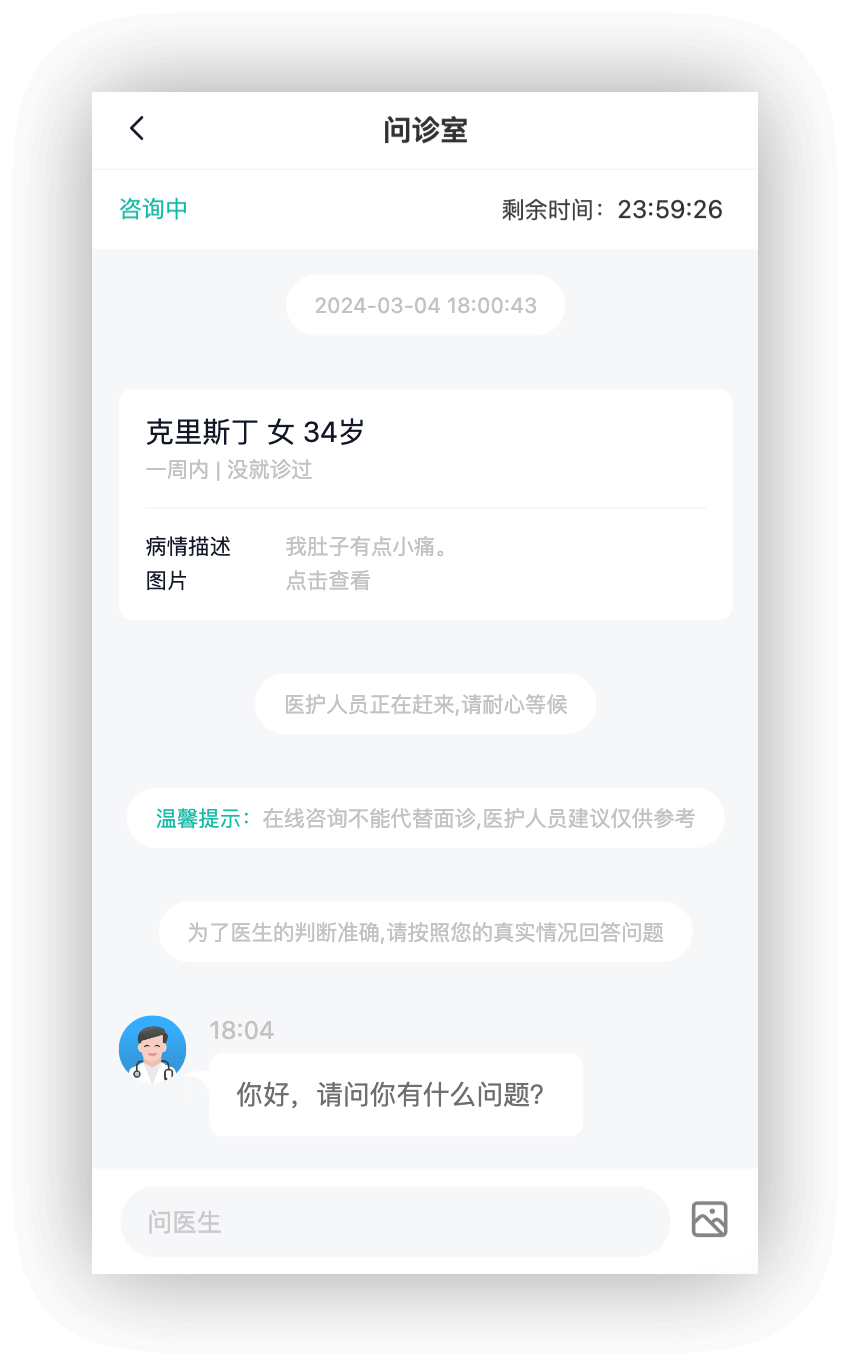 问诊室
咨询中 剩余时间：23:59:26
2024-03-04 18:00:43
克里斯丁 女 34岁
一周内 | 没就诊过
病情描述 我肚子有点小痛。
图片 点击查看
医护人员正在赶来,请耐心等候
温馨提示：在线咨询不能代替面诊,医护人员建议仅供参考
为了医生的判断准确,请按照您的真实情况回答问题
18:04
你好，请问你有什么问题?
问医生